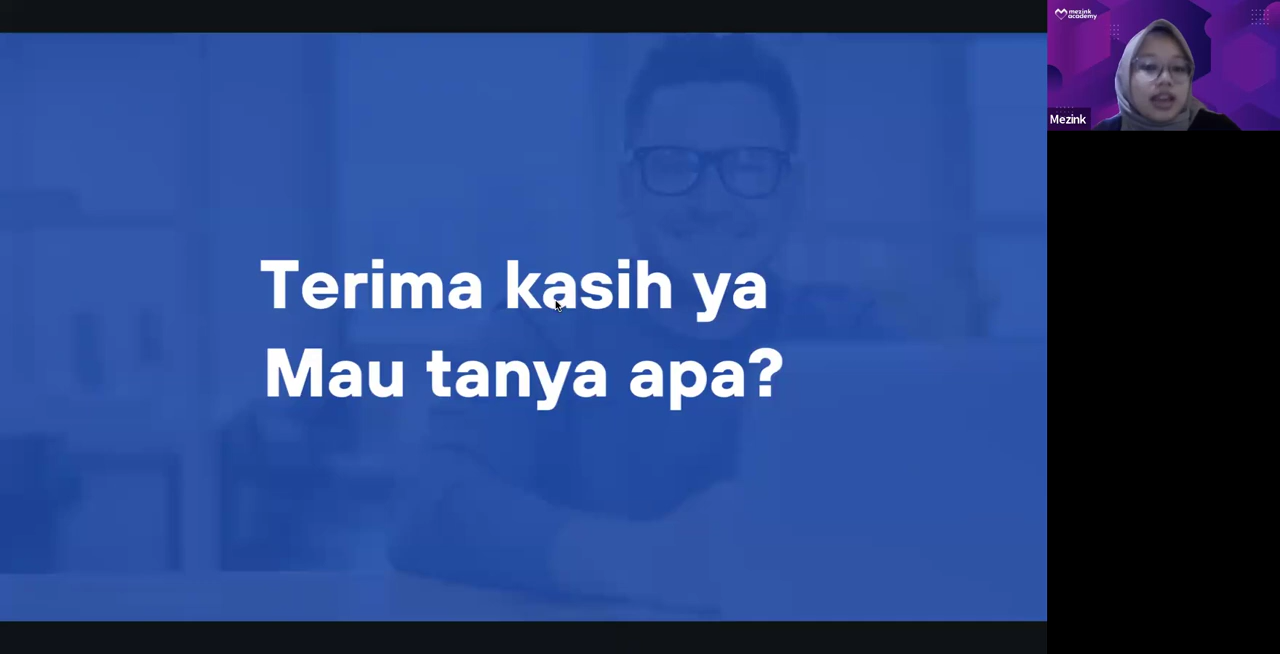 Terima kasih ya
Mau tanya apa?
mezink
academy
Mezink